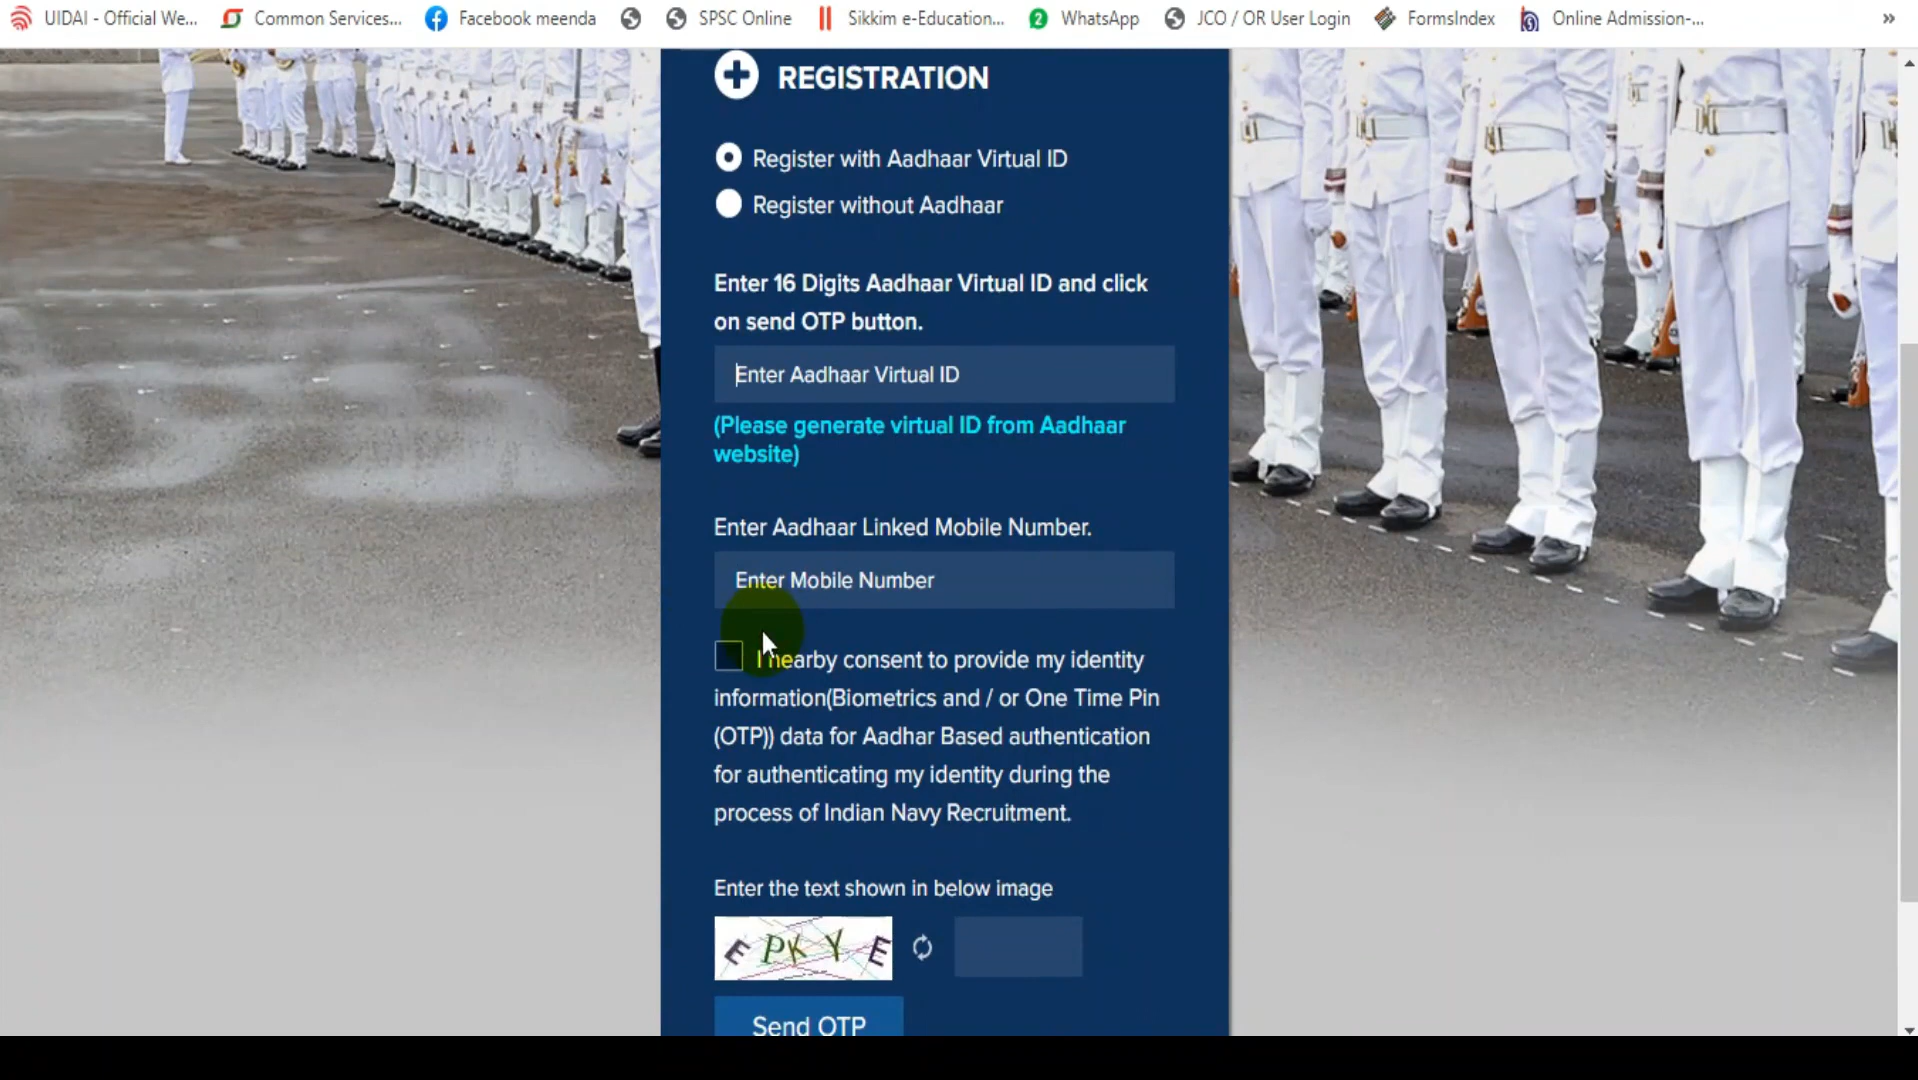 UIDAI - Official We...
Common Services...
Facebook meenda
SPSC Online
Sikkim e-Education...
2
WhatsApp
JCO / OR User Login
FormsIndex
Online Admission-...
»
REGISTRATION
Register with Aadhaar Virtual ID
Register without Aadhaar
Enter 16 Digits Aadhaar Virtual ID and click
on send OTP button.
Enter Aadhaar Virtual ID
(Please generate virtual ID from Aadhaar
website)
Enter Aadhaar Linked Mobile Number.
Enter Mobile Number
I nearby consent to provide my identity
information(Biometrics and / or One Time Pin
(OTP)) data for Aadhar Based authentication
for authenticating my identity during the
process of Indian Navy Recruitment.
Enter the text shown in below image
E P K Y E
Send OTP